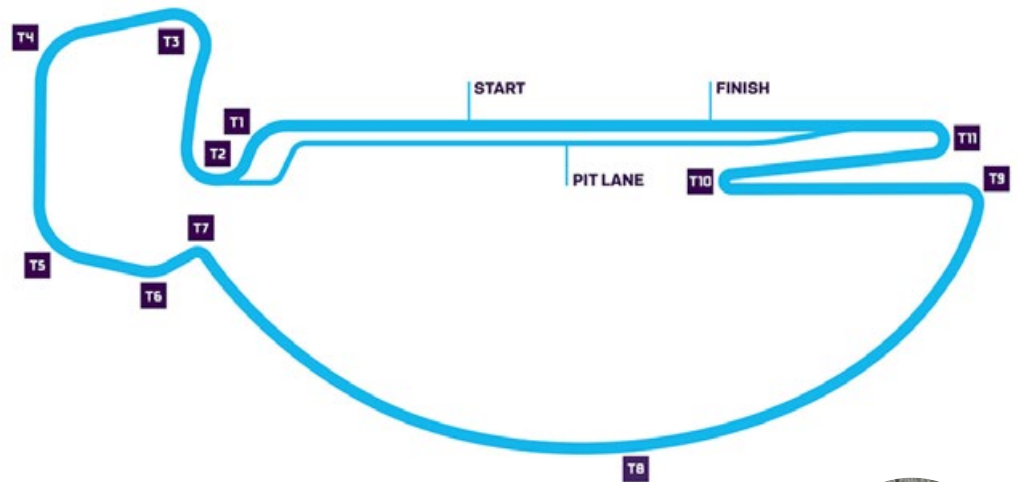 T4
T3
START
FINISH
T1
T11
T2
PIT LANE
T10
T9
T7
T5
T6
T8